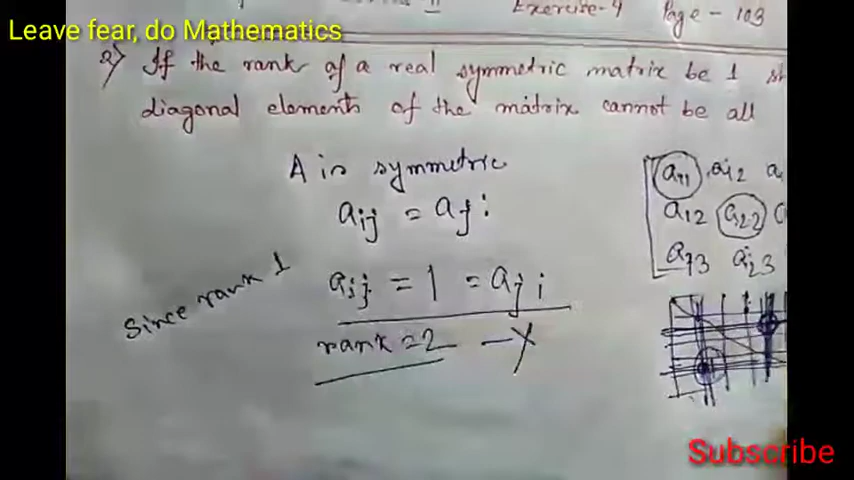 Exercise-4 Page - 103
Leave fear, do Mathematics
2) If the rank of a real symmetric matrix be 1
diagonal elements of the matrix cannot be all
A is symmetric
aij = aji
Since rank 1
aij = 1 = aji
rank = 2 - X
a11 a12
a12 a22
a13 a23
Subscribe